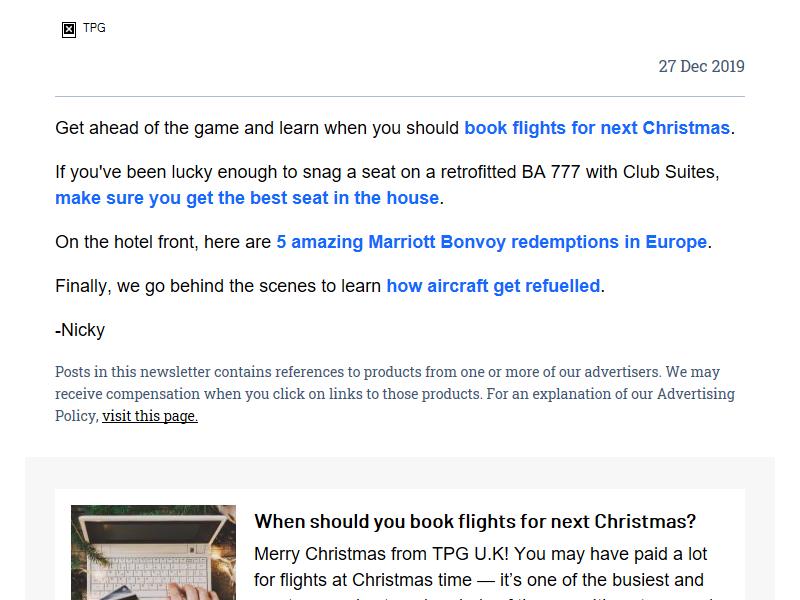 TPG
27 Dec 2019
Get ahead of the game and learn when you should book flights for next Christmas.
If you've been lucky enough to snag a seat on a retrofitted BA 777 with Club Suites,
make sure you get the best seat in the house.
On the hotel front, here are 5 amazing Marriott Bonvoy redemptions in Europe.
Finally, we go behind the scenes to learn how aircraft get refuelled.
-Nicky
Posts in this newsletter contains references to products from one or more of our advertisers. We may
receive compensation when you click on links to those products. For an explanation of our Advertising
Policy, visit this page.
When should you book flights for next Christmas?
Merry Christmas from TPG U.K! You may have paid a lot
for flights at Christmas time — it’s one of the busiest and